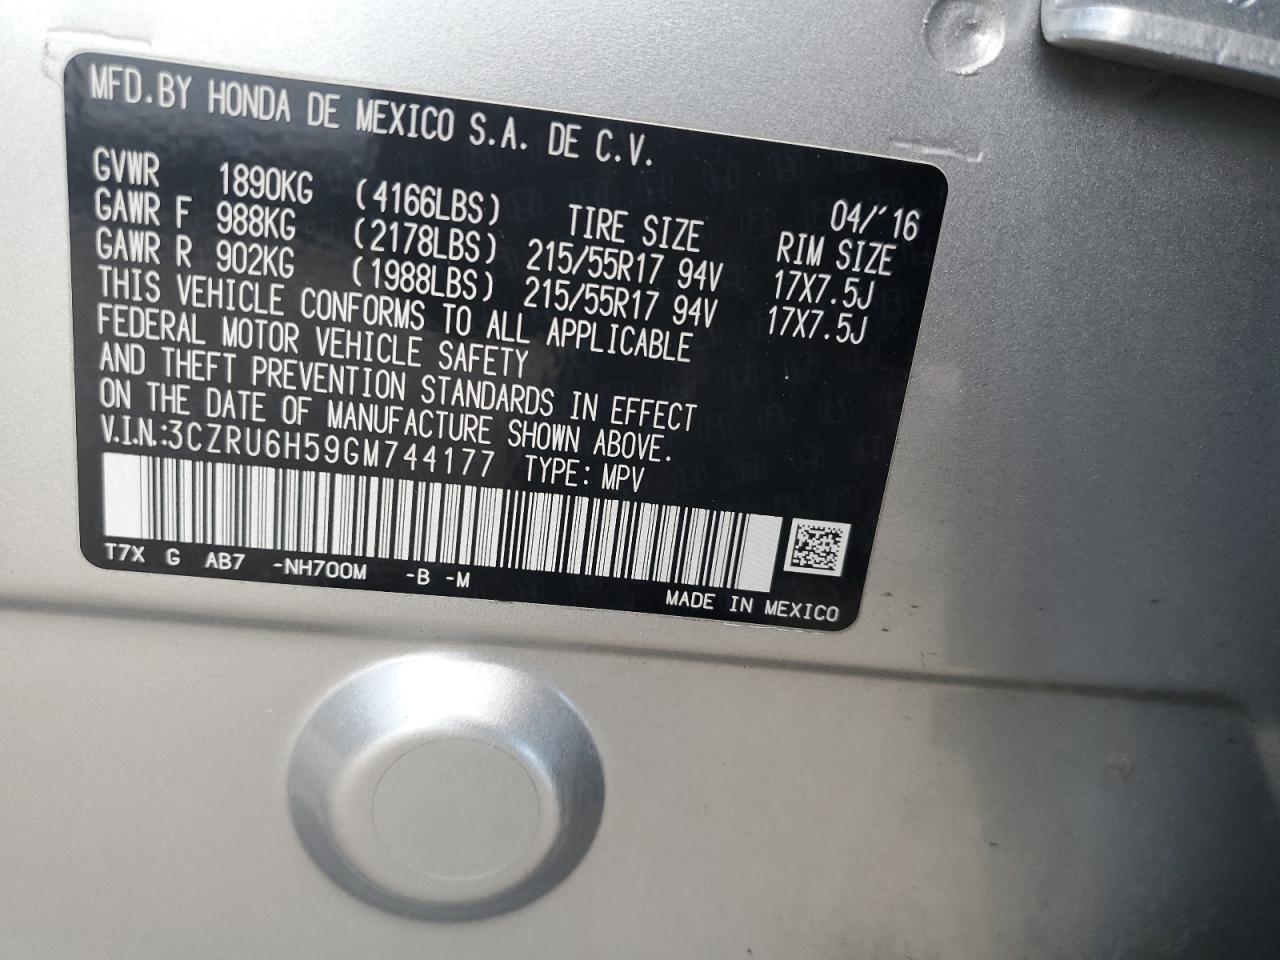 MFD.BY HONDA DE MEXICO S.A. DE C.V.
04/'16
GVWR 1890KG (4166LBS) TIRE SIZE RIM SIZE
GAWR F 988KG (2178LBS) 215/55R17 94V 17X7.5J
GAWR R 902KG (1988LBS) 215/55R17 94V 17X7.5J
THIS VEHICLE CONFORMS TO ALL APPLICABLE
FEDERAL MOTOR VEHICLE SAFETY
AND THEFT PREVENTION STANDARDS IN EFFECT
ON THE DATE OF MANUFACTURE SHOWN ABOVE.
V.I.N.:3CZRU6H59GM744177 TYPE: MPV
T7X G AB7 -NH700M -B -M
MADE IN MEXICO